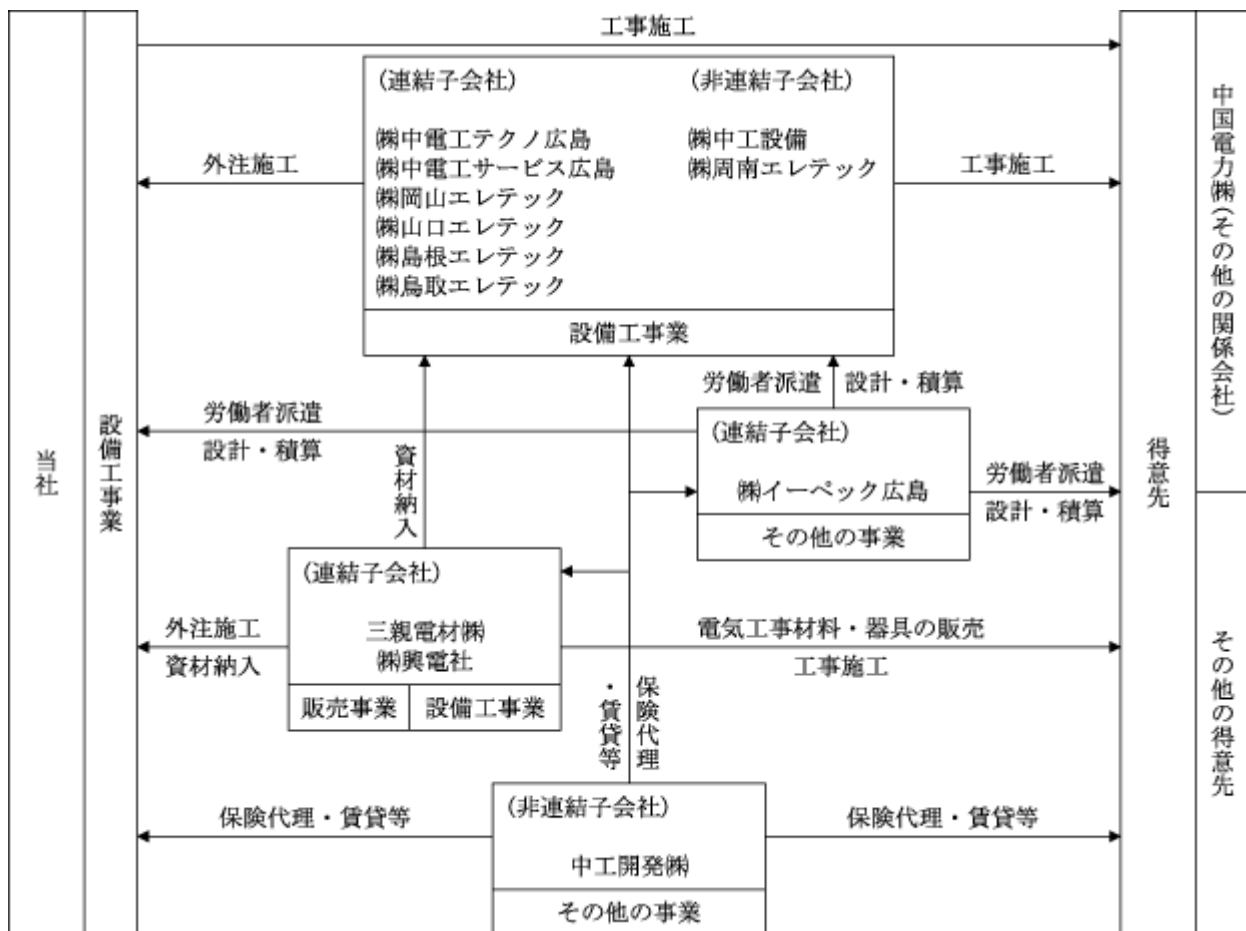 工事施工
(連結子会社)
(非連結子会社)
㈱中電工テクノ広島
㈱中電工サービス広島
㈱岡山エレテック
㈱山口エレテック
㈱島根エレテック
㈱鳥取エレテック
㈱中工設備
㈱周南エレテック
設備工事業
外注施工
工事施工
労働者派遣
設計・積算
労働者派遣
設計・積算
資材納入
(連結子会社)
㈱イーペック広島
その他の事業
労働者派遣
設計・積算
(連結子会社)
三親電材㈱
㈱興電社
販売事業
設備工事業
外注施工
資材納入
電気工事材料・器具の販売
工事施工
保険代理
・賃貸等
(非連結子会社)
中工開発㈱
その他の事業
保険代理・賃貸等
保険代理・賃貸等
当社
設備工事業
得意先
中国電力㈱(その他の関係会社)
その他の得意先